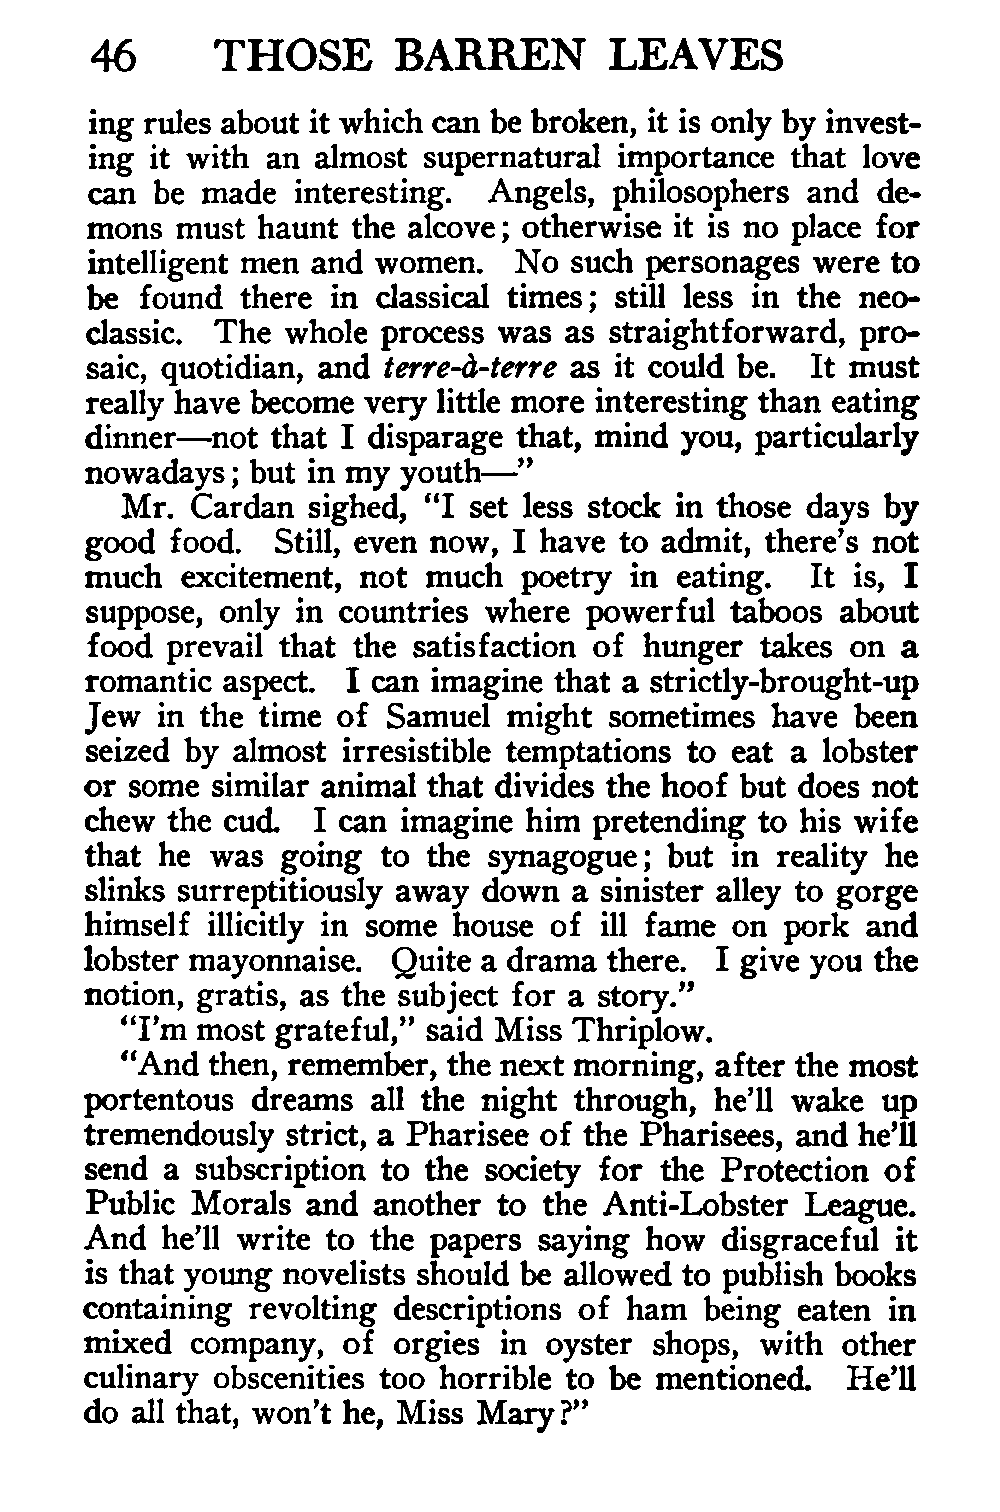 46 THOSE BARREN LEAVES
ing rules about it which can be broken, it is only by invest-
ing it with an almost supernatural importance that love
can be made interesting. Angels, philosophers and de-
mons must haunt the alcove; otherwise it is no place for
intelligent men and women. No such personages were to
be found there in classical times; still less in the neo-
classic. The whole process was as straightforward, pro-
saic, quotidian, and terre-à-terre as it could be. It must
really have become very little more interesting than eating
dinner—not that I disparage that, mind you, particularly
nowadays; but in my youth—”
Mr. Cardan sighed, “I set less stock in those days by
good food. Still, even now, I have to admit, there’s not
much excitement, not much poetry in eating. It is, I
suppose, only in countries where powerful taboos about
food prevail that the satisfaction of hunger takes on a
romantic aspect. I can imagine that a strictly-brought-up
Jew in the time of Samuel might sometimes have been
seized by almost irresistible temptations to eat a lobster
or some similar animal that divides the hoof but does not
chew the cud. I can imagine him pretending to his wife
that he was going to the synagogue; but in reality he
slinks surreptitiously away down a sinister alley to gorge
himself illicitly in some house of ill fame on pork and
lobster mayonnaise. Quite a drama there. I give you the
notion, gratis, as the subject for a story.”
“I’m most grateful,” said Miss Thriplow.
“And then, remember, the next morning, after the most
portentous dreams all the night through, he’ll wake up
tremendously strict, a Pharisee of the Pharisees, and he’ll
send a subscription to the society for the Protection of
Public Morals and another to the Anti-Lobster League.
And he’ll write to the papers saying how disgraceful it
is that young novelists should be allowed to publish books
containing revolting descriptions of ham being eaten in
mixed company, of orgies in oyster shops, with other
culinary obscenities too horrible to be mentioned. He’ll
do all that, won’t he, Miss Mary?”